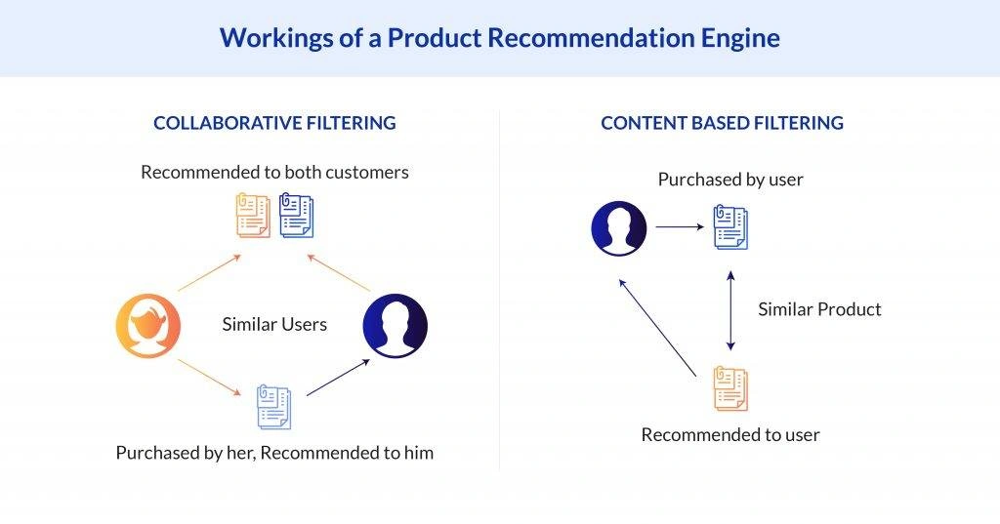 Workings of a Product Recommendation Engine
COLLABORATIVE FILTERING
Recommended to both customers
Similar Users
Purchased by her, Recommended to him
CONTENT BASED FILTERING
Purchased by user
Similar Product
Recommended to user